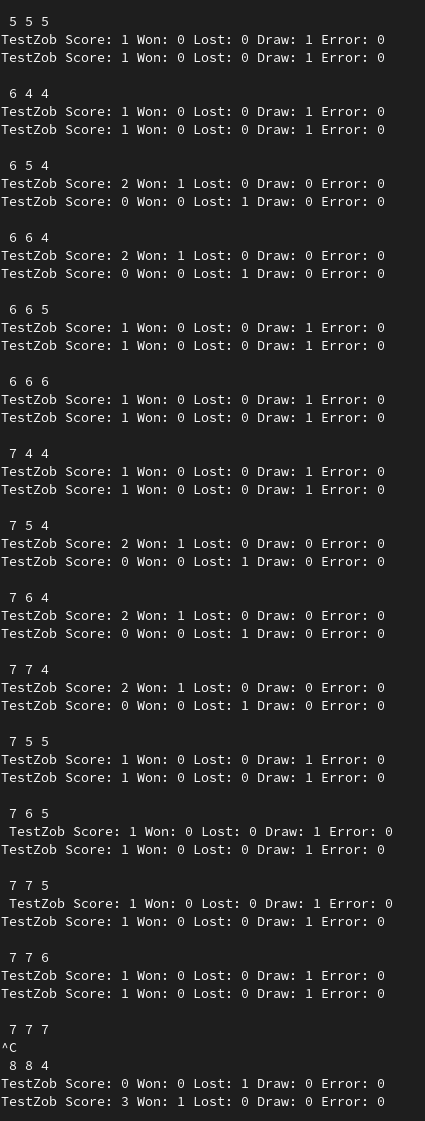 5 5 5
TestZob Score: 1 Won: 0 Lost: 0 Draw: 1 Error: 0
TestZob Score: 1 Won: 0 Lost: 0 Draw: 1 Error: 0
6 4 4
TestZob Score: 1 Won: 0 Lost: 0 Draw: 1 Error: 0
TestZob Score: 1 Won: 0 Lost: 0 Draw: 1 Error: 0
6 5 4
TestZob Score: 2 Won: 1 Lost: 0 Draw: 0 Error: 0
TestZob Score: 0 Won: 0 Lost: 1 Draw: 0 Error: 0
6 6 4
TestZob Score: 2 Won: 1 Lost: 0 Draw: 0 Error: 0
TestZob Score: 0 Won: 0 Lost: 1 Draw: 0 Error: 0
6 6 5
TestZob Score: 1 Won: 0 Lost: 0 Draw: 1 Error: 0
TestZob Score: 1 Won: 0 Lost: 0 Draw: 1 Error: 0
6 6 6
TestZob Score: 1 Won: 0 Lost: 0 Draw: 1 Error: 0
TestZob Score: 1 Won: 0 Lost: 0 Draw: 1 Error: 0
7 4 4
TestZob Score: 1 Won: 0 Lost: 0 Draw: 1 Error: 0
TestZob Score: 1 Won: 0 Lost: 0 Draw: 1 Error: 0
7 5 4
TestZob Score: 2 Won: 1 Lost: 0 Draw: 0 Error: 0
TestZob Score: 0 Won: 0 Lost: 1 Draw: 0 Error: 0
7 6 4
TestZob Score: 2 Won: 1 Lost: 0 Draw: 0 Error: 0
TestZob Score: 0 Won: 0 Lost: 1 Draw: 0 Error: 0
7 7 4
TestZob Score: 2 Won: 1 Lost: 0 Draw: 0 Error: 0
TestZob Score: 0 Won: 0 Lost: 1 Draw: 0 Error: 0
7 5 5
TestZob Score: 1 Won: 0 Lost: 0 Draw: 1 Error: 0
TestZob Score: 1 Won: 0 Lost: 0 Draw: 1 Error: 0
7 6 5
TestZob Score: 1 Won: 0 Lost: 0 Draw: 1 Error: 0
TestZob Score: 1 Won: 0 Lost: 0 Draw: 1 Error: 0
7 7 5
TestZob Score: 1 Won: 0 Lost: 0 Draw: 1 Error: 0
TestZob Score: 1 Won: 0 Lost: 0 Draw: 1 Error: 0
7 7 6
TestZob Score: 1 Won: 0 Lost: 0 Draw: 1 Error: 0
TestZob Score: 1 Won: 0 Lost: 0 Draw: 1 Error: 0
7 7 7
^C
8 8 4
TestZob Score: 0 Won: 0 Lost: 1 Draw: 0 Error: 0
TestZob Score: 3 Won: 1 Lost: 0 Draw: 0 Error: 0